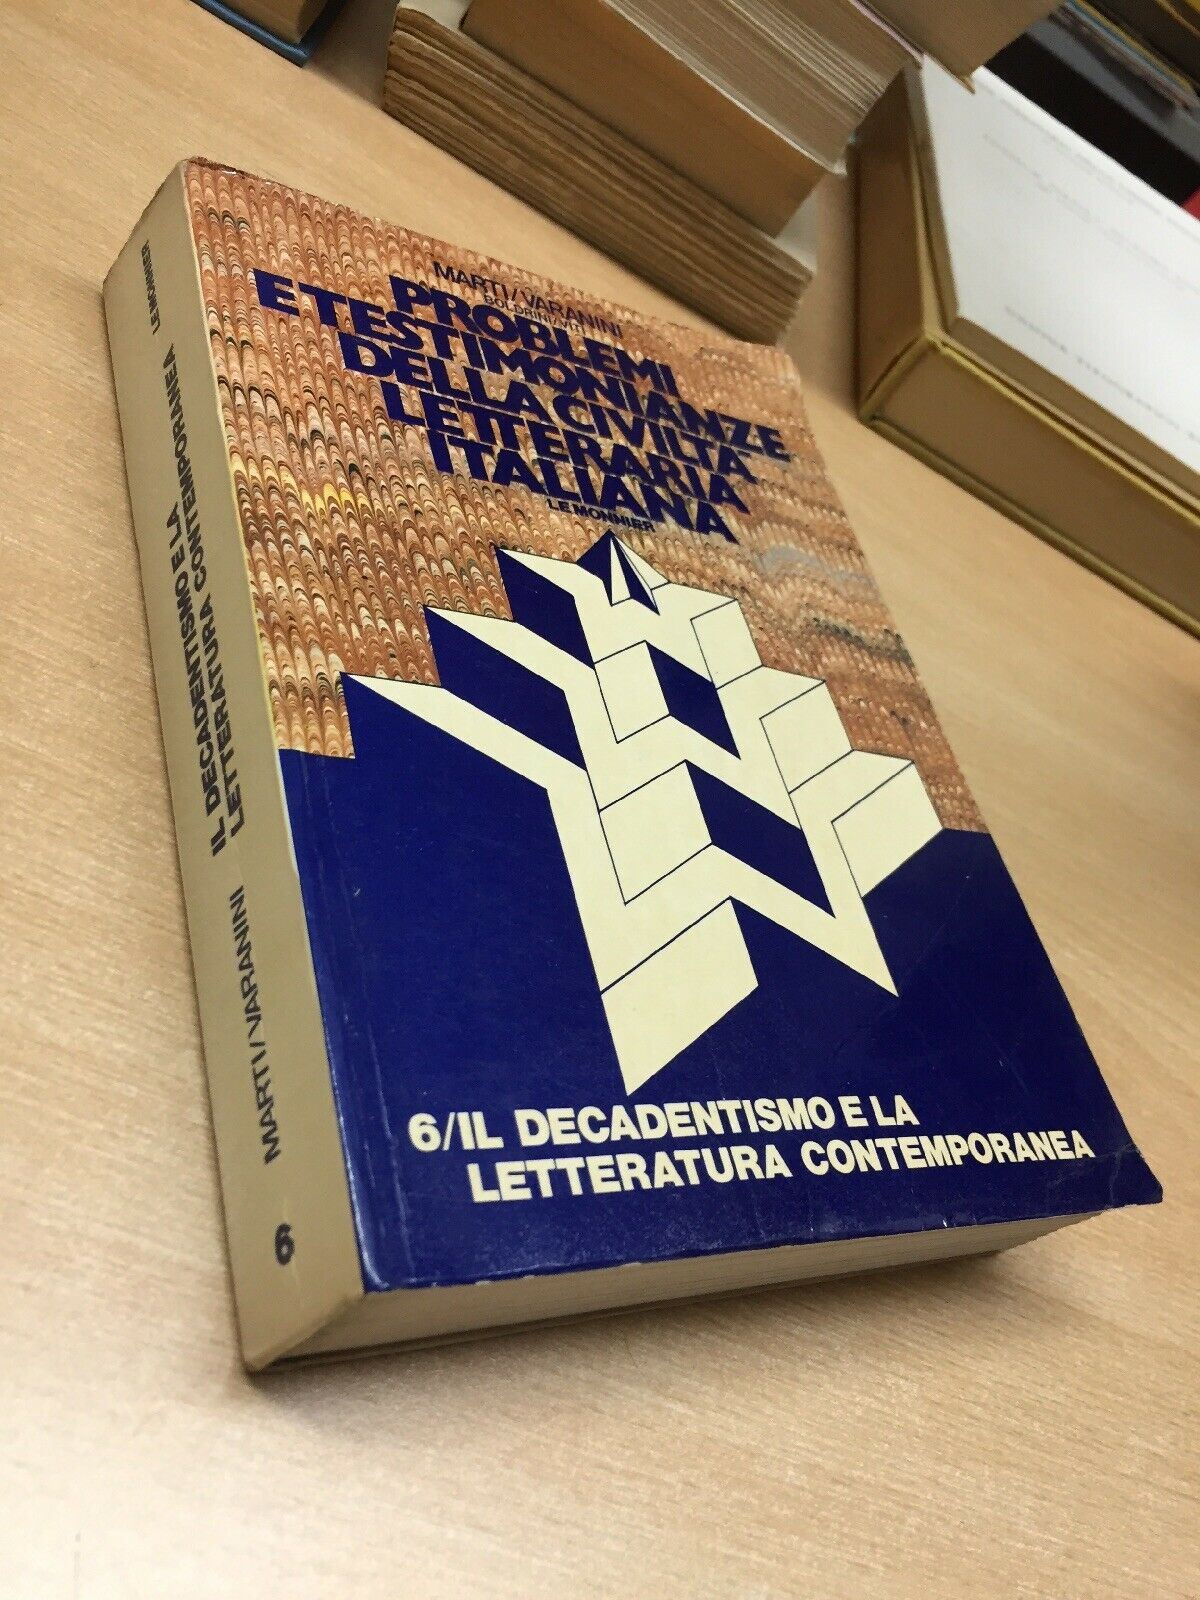 MARTI/VARANINI
BOLDRINI/VITI
PROBLEMI
E TESTIMONIANZE
DELLA CIVILTÀ
LETTERARIA
ITALIANA
LE MONNIER
6/IL DECADENTISMO E LA
LETTERATURA CONTEMPORANEA
6
MARTI/VARANINI
IL DECADENTISMO E LA
LETTERATURA CONTEMPORANEA
LE MONNIER